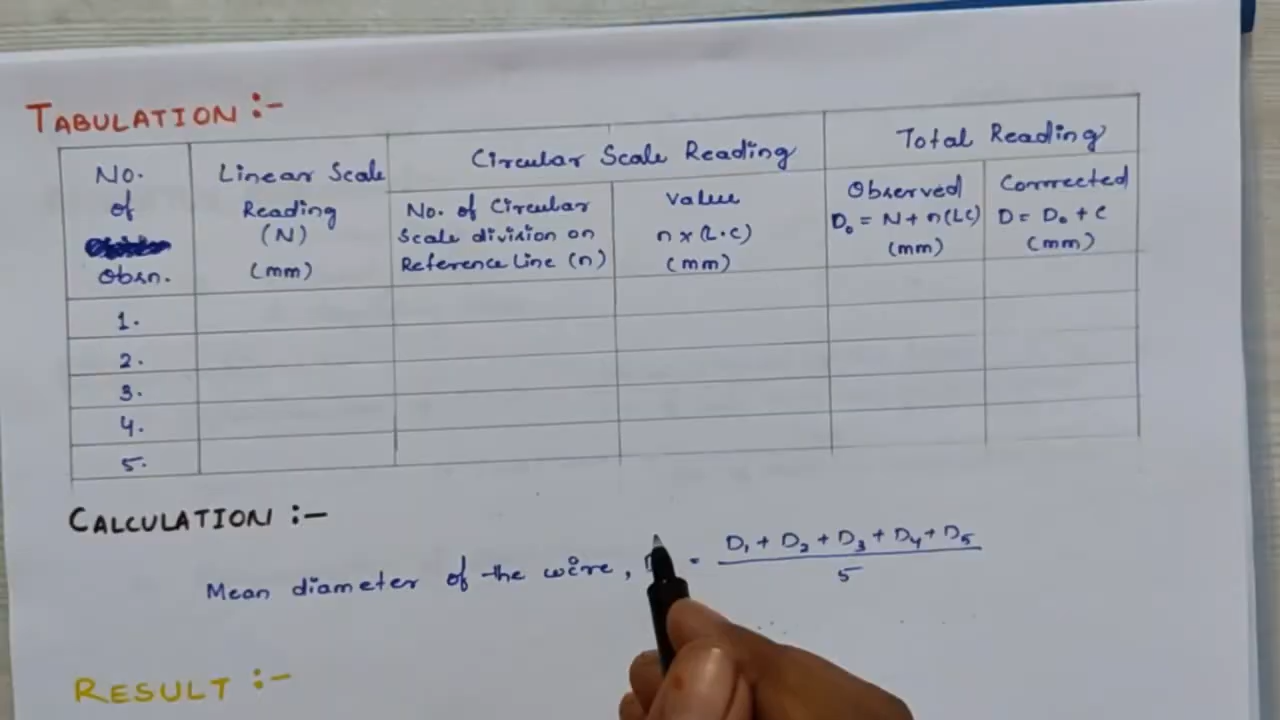 TABULATION :-
No.
of
Obsn.
Linear Scale
Reading
(N)
(mm)
Circular Scale Reading
No. of Circular
Scale division on
Reference Line (n)
Value
n x (L.C)
(mm)
Total Reading
Observed
D₀ = N + n(LC)
(mm)
Corrected
D = D₀ + C
(mm)
1.
2.
3.
4.
5.
CALCULATION :-
Mean diameter of the wire, = D₁ + D₂ + D₃ + D₄ + D₅
5
RESULT :-